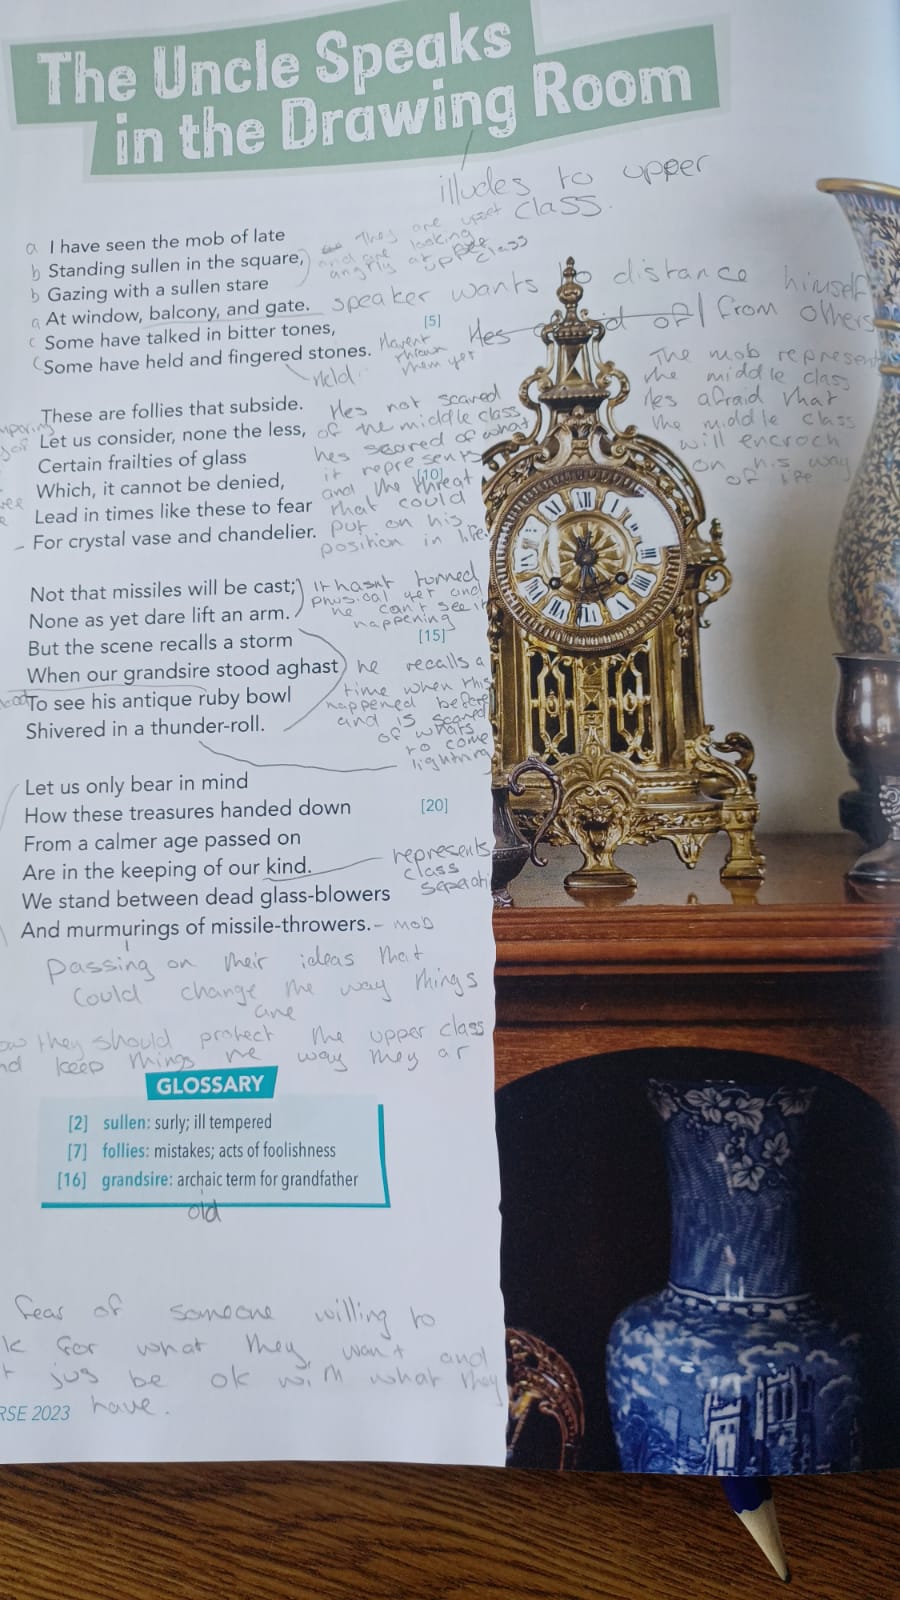 The Uncle Speaks
in the Drawing Room
illudes to upper
class.
a I have seen the mob of late
b Standing sullen in the square,
b Gazing with a sullen stare
a At window, balcony, and gate.
c Some have talked in bitter tones,
[5]
c Some have held and fingered stones.
They are upset
and are looking
angrily at upper class
speaker wants to distance himself
from others
Hes
of
Havent
thrown
them yet
held
The mob represent
the middle class
hes afraid that
the middle class
will encroch
on his way
of life
These are follies that subside.
Let us consider, none the less,
Certain frailties of glass
Which, it cannot be denied,
[10]
Lead in times like these to fear
For crystal vase and chandelier.
Hes not scared
of the middle class
hes scared of what
it represents
and the threat
that could
put on his
position in life.
Not that missiles will be cast;
None as yet dare lift an arm.
But the scene recalls a storm
[15]
When our grandsire stood aghast
To see his antique ruby bowl
Shivered in a thunder-roll.
it hasnt turned
physical yet and
he can't see it
happening
he recalls a
time when this
happened before
and is scared
of whats
to come
lightning
Let us only bear in mind
How these treasures handed down
[20]
From a calmer age passed on
Are in the keeping of our kind.
We stand between dead glass-blowers
And murmurings of missile-throwers.
- mob
represents
class
passing on their ideas that
could change the way things
are
they should protect the upper class
keep things the way they ar
GLOSSARY
[2] sullen: surly; ill tempered
[7] follies: mistakes; acts of foolishness
[16] grandsire: archaic term for grandfather
old
fear of someone willing to
for what they want and
jus be ok with what they
have.
RSE 2023